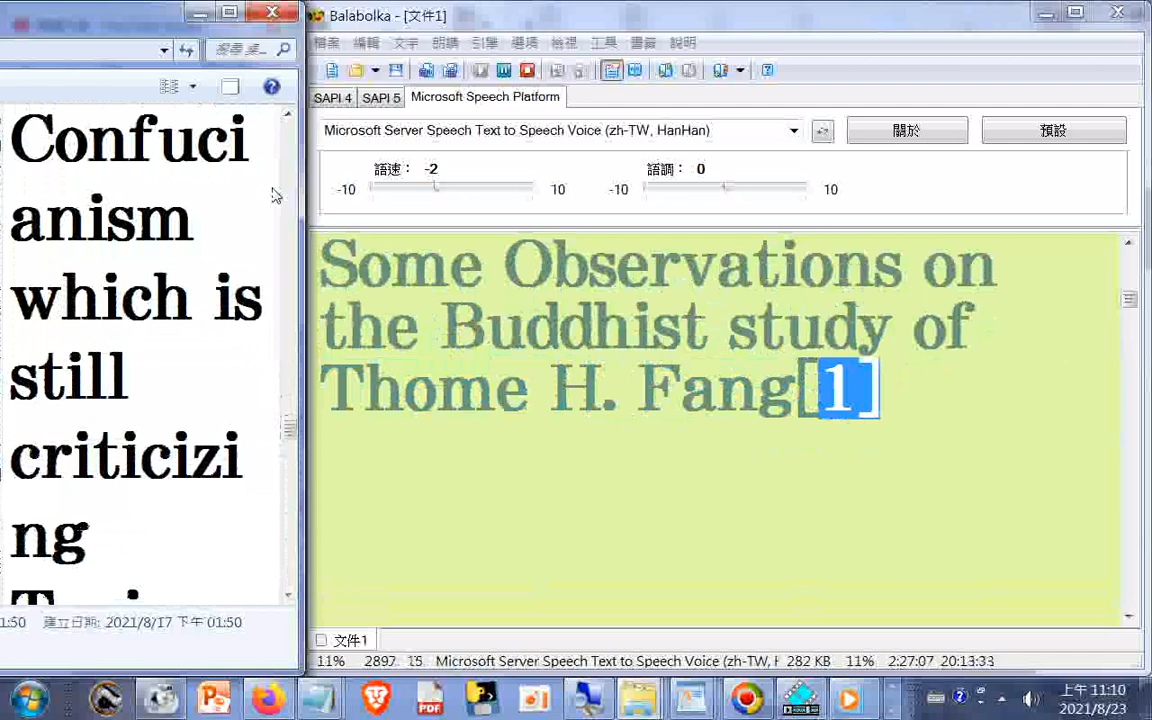 Balabolka - [文件1]
檔案 編輯 文字 朗讀 引擎 選項 檢視 工具 書籤 說明
SAPI 4 SAPI 5 Microsoft Speech Platform
Microsoft Server Speech Text to Speech Voice (zh-TW, HanHan)
關於
預設
語速： -2
語調： 0
-10 10 -10 10
Confuci
anism
which is
still
criticizi
ng
Some Observations on
the Buddhist study of
Thome H. Fang[1]
1:50 建立日期: 2021/8/17 下午 01:50
文件1
11% 2897 15. Microsoft Server Speech Text to Speech Voice (zh-TW, 282 KB 11% 2:27:07 20:13:33
PDF
上午 11:10
2021/8/23